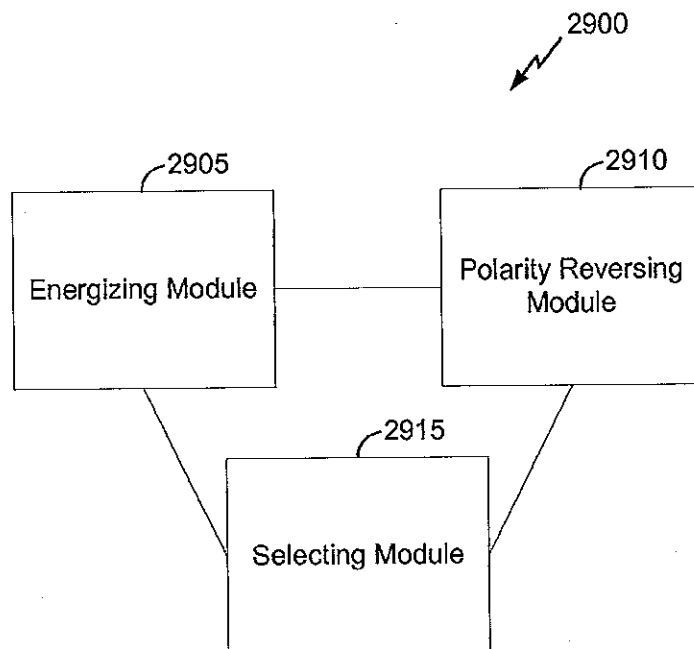 2900
2905
2910
Energizing Module
Polarity Reversing
Module
2915
Selecting Module